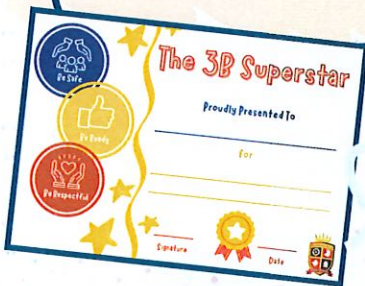 The 3B Superstar
Be Safe
Proudly Presented To
Be Ready
For
Be Respectful
Signature
Date